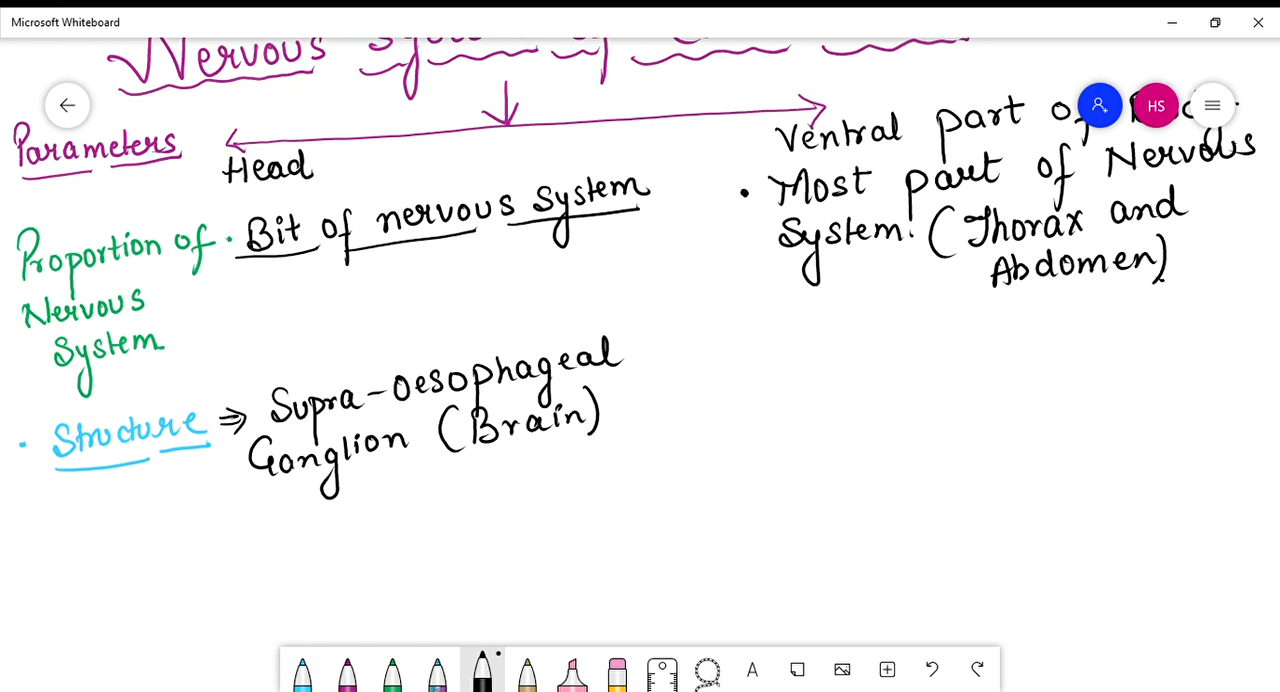 Microsoft Whiteboard
Nervous
HS
Parameters
Head
Ventral part of
Proportion of
Nervous
System
• Bit of nervous system
• Most part of Nervous
System! (Thorax and
Abdomen)
• Structure ⇒ Supra-oesophageal
Ganglion (Brain)
A